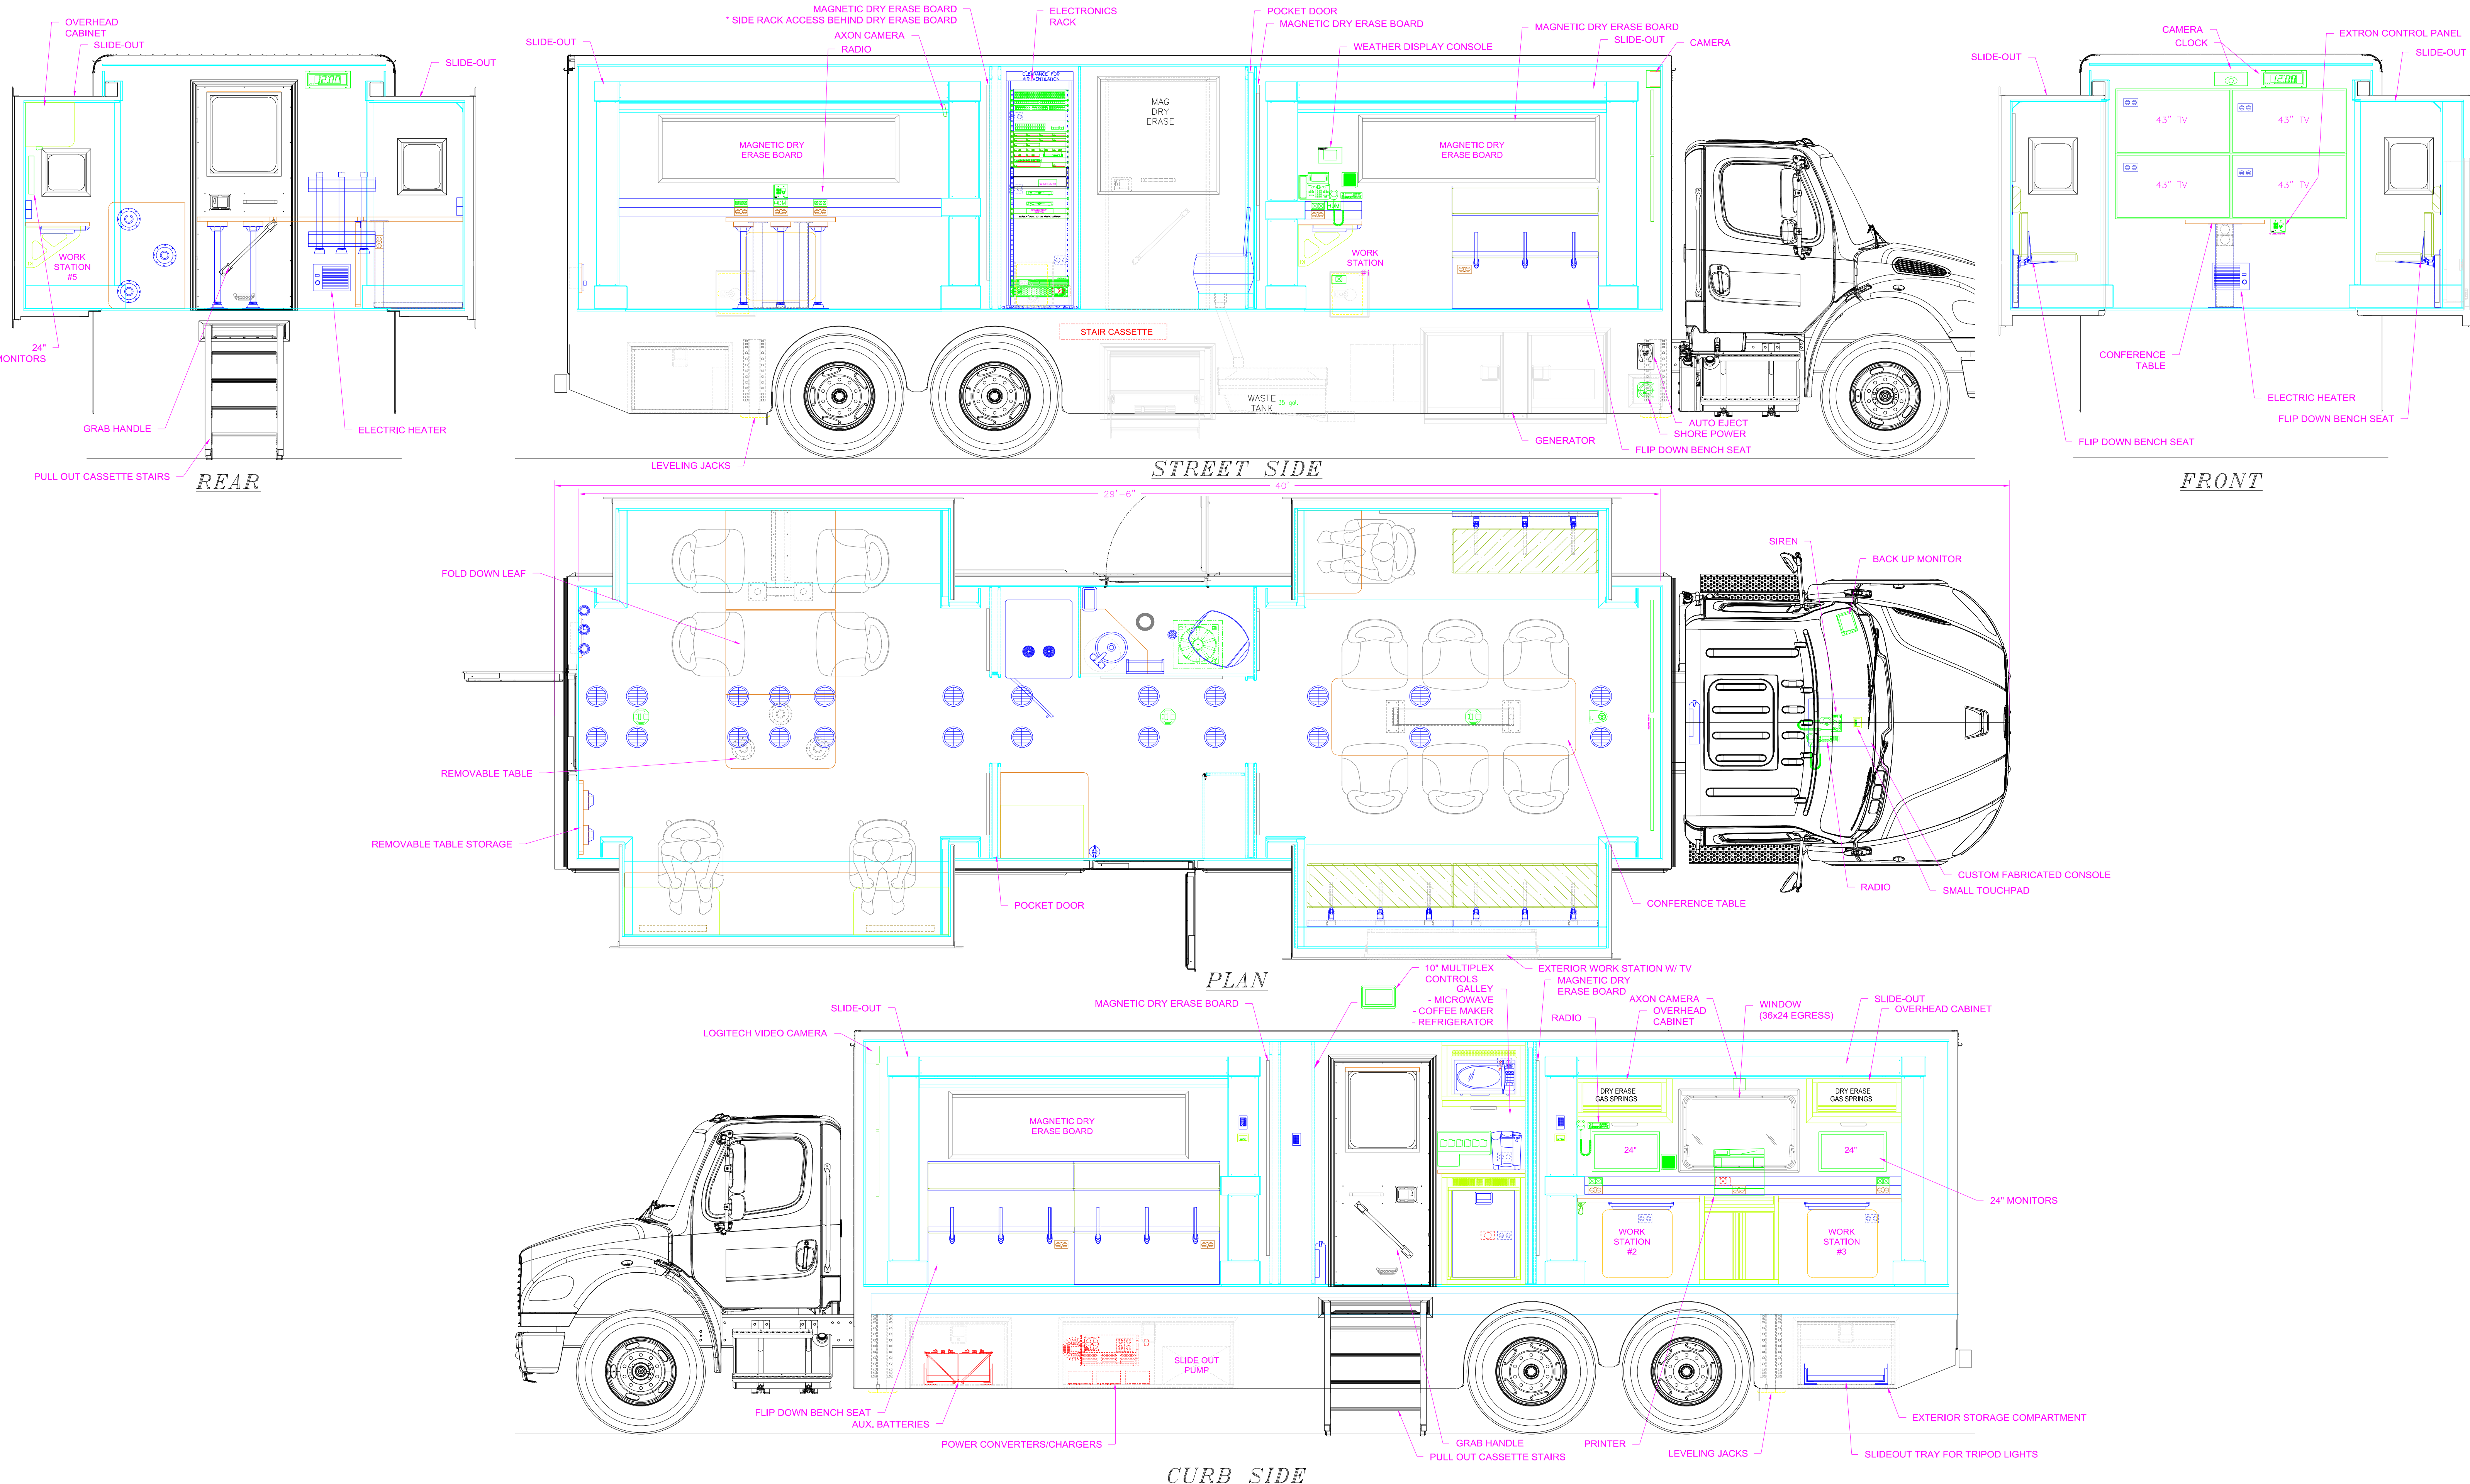 OVERHEAD
CABINET
SLIDE-OUT
SLIDE-OUT
12:00
WORK
STATION
#5
24"
MONITORS
GRAB HANDLE
ELECTRIC HEATER
PULL OUT CASSETTE STAIRS
REAR
MAGNETIC DRY ERASE BOARD
* SIDE RACK ACCESS BEHIND DRY ERASE BOARD
AXON CAMERA
RADIO
SLIDE-OUT
ELECTRONICS
RACK
POCKET DOOR
MAGNETIC DRY ERASE BOARD
WEATHER DISPLAY CONSOLE
MAGNETIC DRY ERASE BOARD
SLIDE-OUT
CAMERA
CLEARANCE FOR
AIR VENTILATION
MAG
DRY
ERASE
MAGNETIC DRY
ERASE BOARD
MAGNETIC DRY
ERASE BOARD
WORK
STATION
#1
STAIR CASSETTE
WASTE
TANK
35 gal
AUTO EJECT
SHORE POWER
GENERATOR
FLIP DOWN BENCH SEAT
LEVELING JACKS
STREET SIDE
CAMERA
CLOCK
EXTRON CONTROL PANEL
SLIDE-OUT
SLIDE-OUT
12:00
43" TV
43" TV
43" TV
43" TV
CONFERENCE
TABLE
ELECTRIC HEATER
FLIP DOWN BENCH SEAT
FLIP DOWN BENCH SEAT
FRONT
40'
29'-6"
FOLD DOWN LEAF
SIREN
BACK UP MONITOR
REMOVABLE TABLE
REMOVABLE TABLE STORAGE
POCKET DOOR
CUSTOM FABRICATED CONSOLE
RADIO
SMALL TOUCHPAD
CONFERENCE TABLE
EXTERIOR WORK STATION W/ TV
PLAN
10" MULTIPLEX
CONTROLS
GALLEY
- MICROWAVE
- COFFEE MAKER
- REFRIGERATOR
MAGNETIC DRY
ERASE BOARD
AXON CAMERA
OVERHEAD
CABINET
RADIO
WINDOW
(36x24 EGRESS)
SLIDE-OUT
OVERHEAD CABINET
MAGNETIC DRY ERASE BOARD
SLIDE-OUT
LOGITECH VIDEO CAMERA
MAGNETIC DRY
ERASE BOARD
DRY ERASE
GAS SPRINGS
DRY ERASE
GAS SPRINGS
24"
24"
24" MONITORS
WORK
STATION
#2
WORK
STATION
#3
SLIDE OUT
PUMP
FLIP DOWN BENCH SEAT
AUX. BATTERIES
POWER CONVERTERS/CHARGERS
GRAB HANDLE
PULL OUT CASSETTE STAIRS
PRINTER
LEVELING JACKS
EXTERIOR STORAGE COMPARTMENT
SLIDEOUT TRAY FOR TRIPOD LIGHTS
CURB SIDE